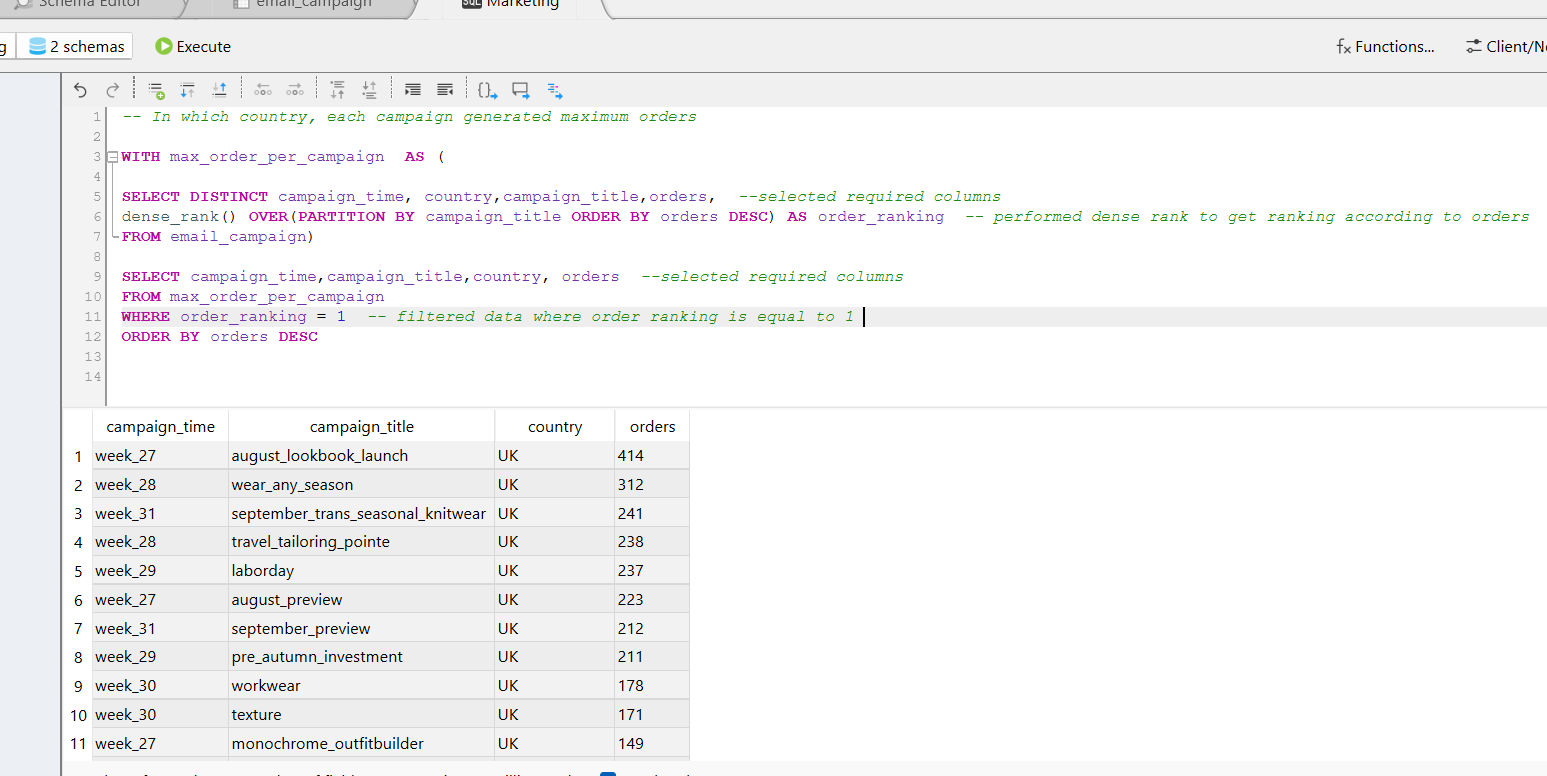 Schema Editor email_campaign SQL Marketing
g 2 schemas Execute fx Functions... Client/N
1 -- In which country, each campaign generated maximum orders
2
3 WITH max_order_per_campaign AS (
4
5 SELECT DISTINCT campaign_time, country,campaign_title,orders, --selected required columns
6 dense_rank() OVER(PARTITION BY campaign_title ORDER BY orders DESC) AS order_ranking -- performed dense rank to get ranking according to orders
7 FROM email_campaign)
8
9 SELECT campaign_time,campaign_title,country, orders --selected required columns
10 FROM max_order_per_campaign
11 WHERE order_ranking = 1 -- filtered data where order ranking is equal to 1
12 ORDER BY orders DESC
13
14
campaign_time campaign_title country orders
1 week_27 august_lookbook_launch UK 414
2 week_28 wear_any_season UK 312
3 week_31 september_trans_seasonal_knitwear UK 241
4 week_28 travel_tailoring_pointe UK 238
5 week_29 laborday UK 237
6 week_27 august_preview UK 223
7 week_31 september_preview UK 212
8 week_29 pre_autumn_investment UK 211
9 week_30 workwear UK 178
10 week_30 texture UK 171
11 week_27 monochrome_outfitbuilder UK 149